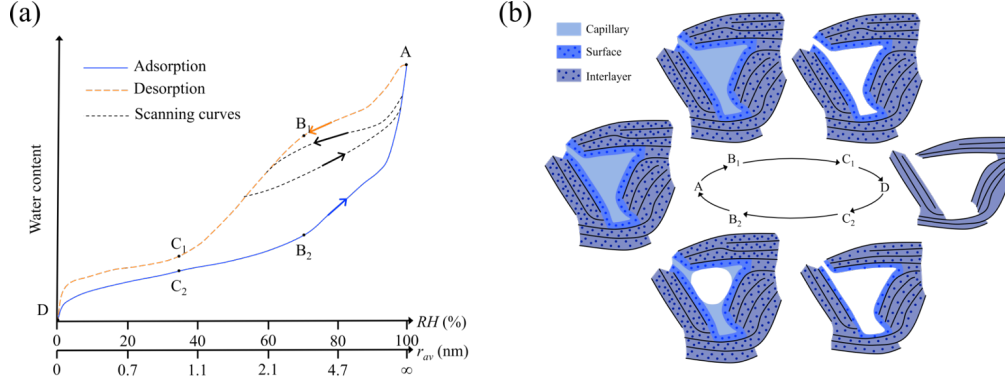 (a)
A
Adsorption
Desorption
Scanning curves
B1
Water content
C1
B2
C2
D
0 20 40 60 80 100 RH (%)
0 0.7 1.1 2.1 4.7 ∞ rav (nm)
(b)
Capillary
Surface
Interlayer
B1 C1
A D
B2 C2